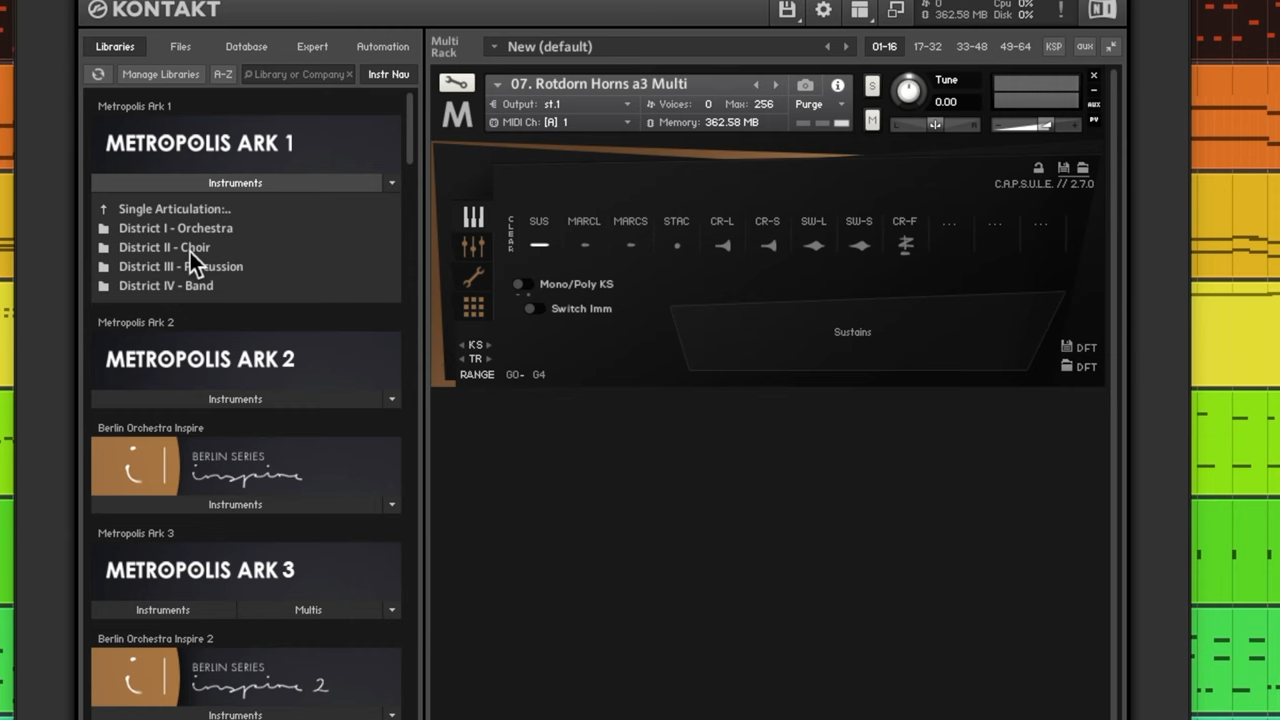 KONTAKT
0
362.58 MB
Cpu 0%
Disk 0%
!
Libraries Files Database Expert Automation
Manage Libraries A-Z Library or Company Instr Nav
Metropolis Ark 1
METROPOLIS ARK 1
Instruments
Single Articulation:..
District I - Orchestra
District II - Choir
District III - 
District IV - Band
Metropolis Ark 2
METROPOLIS ARK 2
Instruments
Berlin Orchestra Inspire
BERLIN SERIES
inspire
Instruments
Metropolis Ark 3
METROPOLIS ARK 3
Instruments Multis
Berlin Orchestra Inspire 2
BERLIN SERIES
inspire 2
Instruments
Multi Rack
New (default)
01-16 17-32 33-48 49-64 KSP aux
07. Rotdorn Horns a3 Multi
Output: st.1 Voices: 0 Max: 256 Purge
MIDI Ch: [A] 1 Memory: 362.58 MB
S
M
Tune
0.00
L R
AUX
PV
C.A.P.S.U.L.E. // 2.7.0
CLEAR
SUS MARCL MARCS STAC CR-L CR-S SW-L SW-S CR-F ... ... ...
Mono/Poly KS
Switch Imm
Sustains
KS
TR
RANGE G0- G4
DFT
DFT